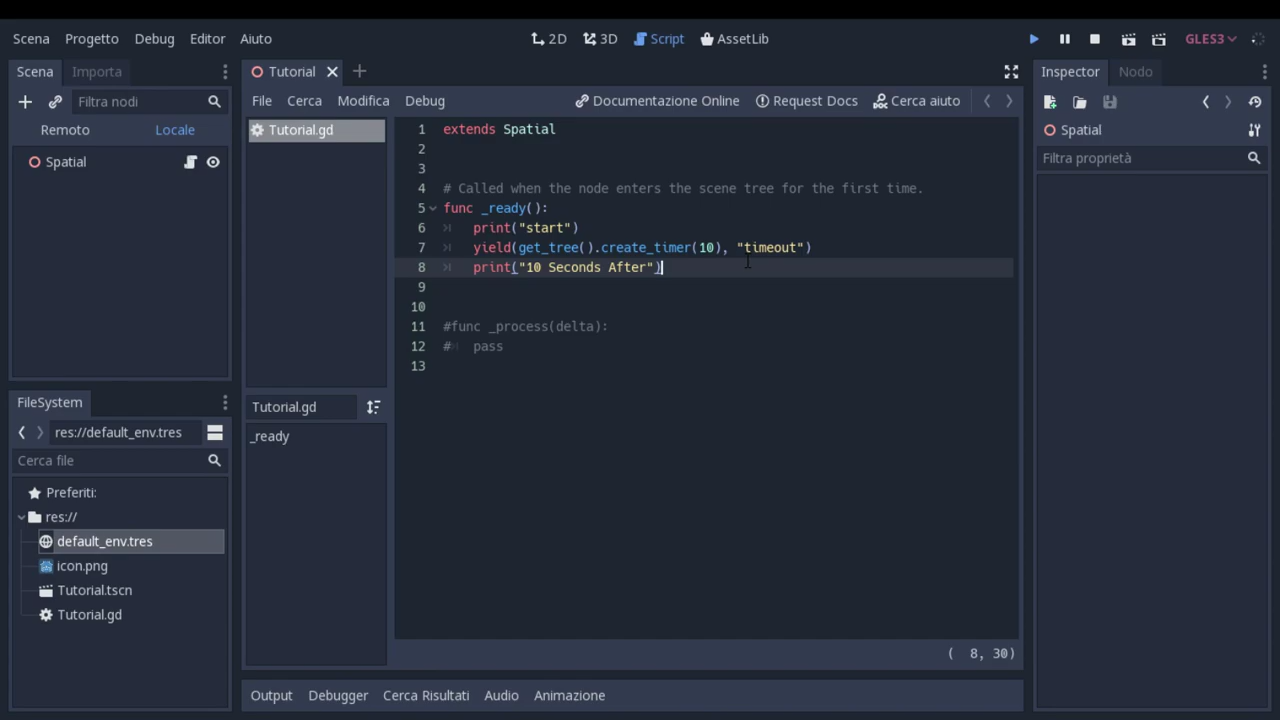 Scena Progetto Debug Editor Aiuto 2D 3D Script AssetLib GLES3
Scena Importa
Filtra nodi
Remoto Locale
Spatial
FileSystem
res://default_env.tres
Cerca file
Preferiti:
res://
default_env.tres
icon.png
Tutorial.tscn
Tutorial.gd
Tutorial
File Cerca Modifica Debug Documentazione Online Request Docs Cerca aiuto
Tutorial.gd
Tutorial.gd
_ready
1 extends Spatial
2
3
4 # Called when the node enters the scene tree for the first time.
5 func _ready():
6 print("start")
7 yield(get_tree().create_timer(10), "timeout")
8 print("10 Seconds After")
9
10
11 #func _process(delta):
12 # pass
13
( 8, 30)
Output Debugger Cerca Risultati Audio Animazione
Inspector Nodo
Spatial
Filtra proprietà